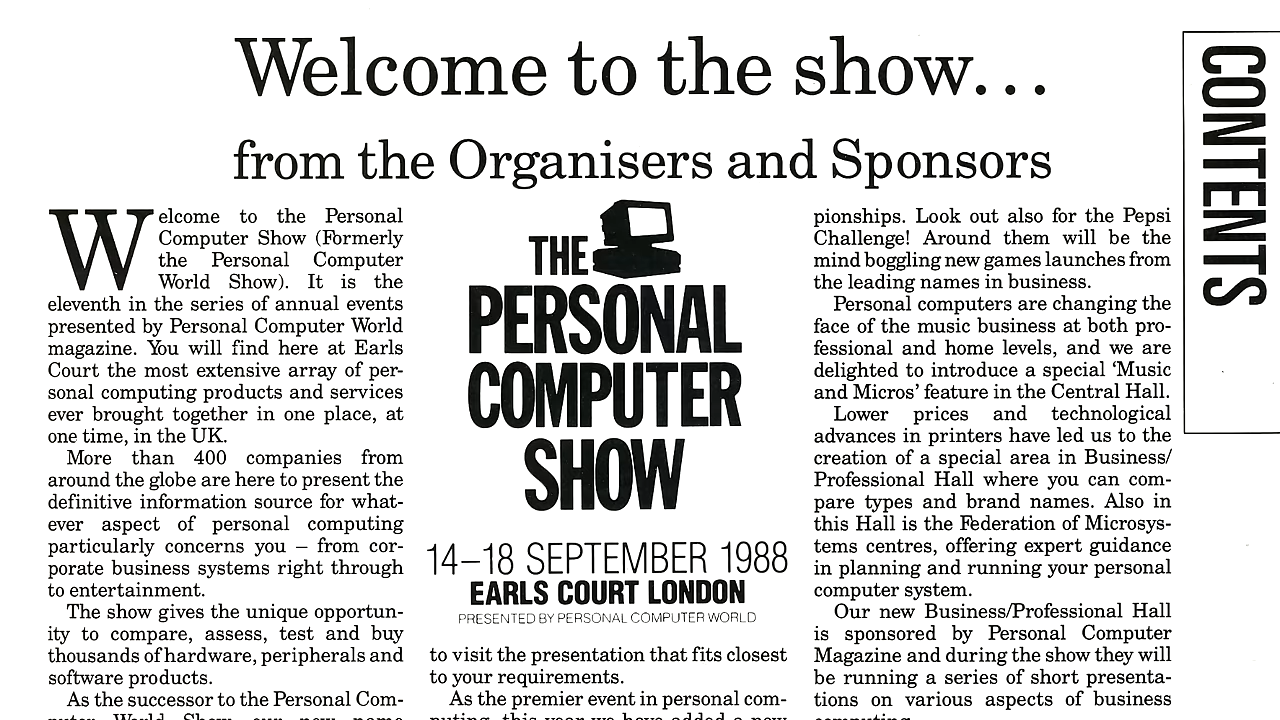 Welcome to the show...
from the Organisers and Sponsors
Welcome to the Personal
Computer Show (Formerly
the Personal Computer
World Show). It is the
eleventh in the series of annual events
presented by Personal Computer World
magazine. You will find here at Earls
Court the most extensive array of per-
sonal computing products and services
ever brought together in one place, at
one time, in the UK.
More than 400 companies from
around the globe are here to present the
definitive information source for what-
ever aspect of personal computing
particularly concerns you – from cor-
porate business systems right through
to entertainment.
The show gives the unique opportun-
ity to compare, assess, test and buy
thousands of hardware, peripherals and
software products.
As the successor to the Personal Com-
puter World Show, our new name
THE
PERSONAL
COMPUTER
SHOW
14–18 SEPTEMBER 1988
EARLS COURT LONDON
PRESENTED BY PERSONAL COMPUTER WORLD
to visit the presentation that fits closest
to your requirements.
As the premier event in personal com-
puting, this year we have added a new
pionships. Look out also for the Pepsi
Challenge! Around them will be the
mind boggling new games launches from
the leading names in business.
Personal computers are changing the
face of the music business at both pro-
fessional and home levels, and we are
delighted to introduce a special ‘Music
and Micros’ feature in the Central Hall.
Lower prices and technological
advances in printers have led us to the
creation of a special area in Business/
Professional Hall where you can com-
pare types and brand names. Also in
this Hall is the Federation of Microsys-
tems centres, offering expert guidance
in planning and running your personal
computer system.
Our new Business/Professional Hall
is sponsored by Personal Computer
Magazine and during the show they will
be running a series of short presenta-
tions on various aspects of business
computing.
CONTENTS